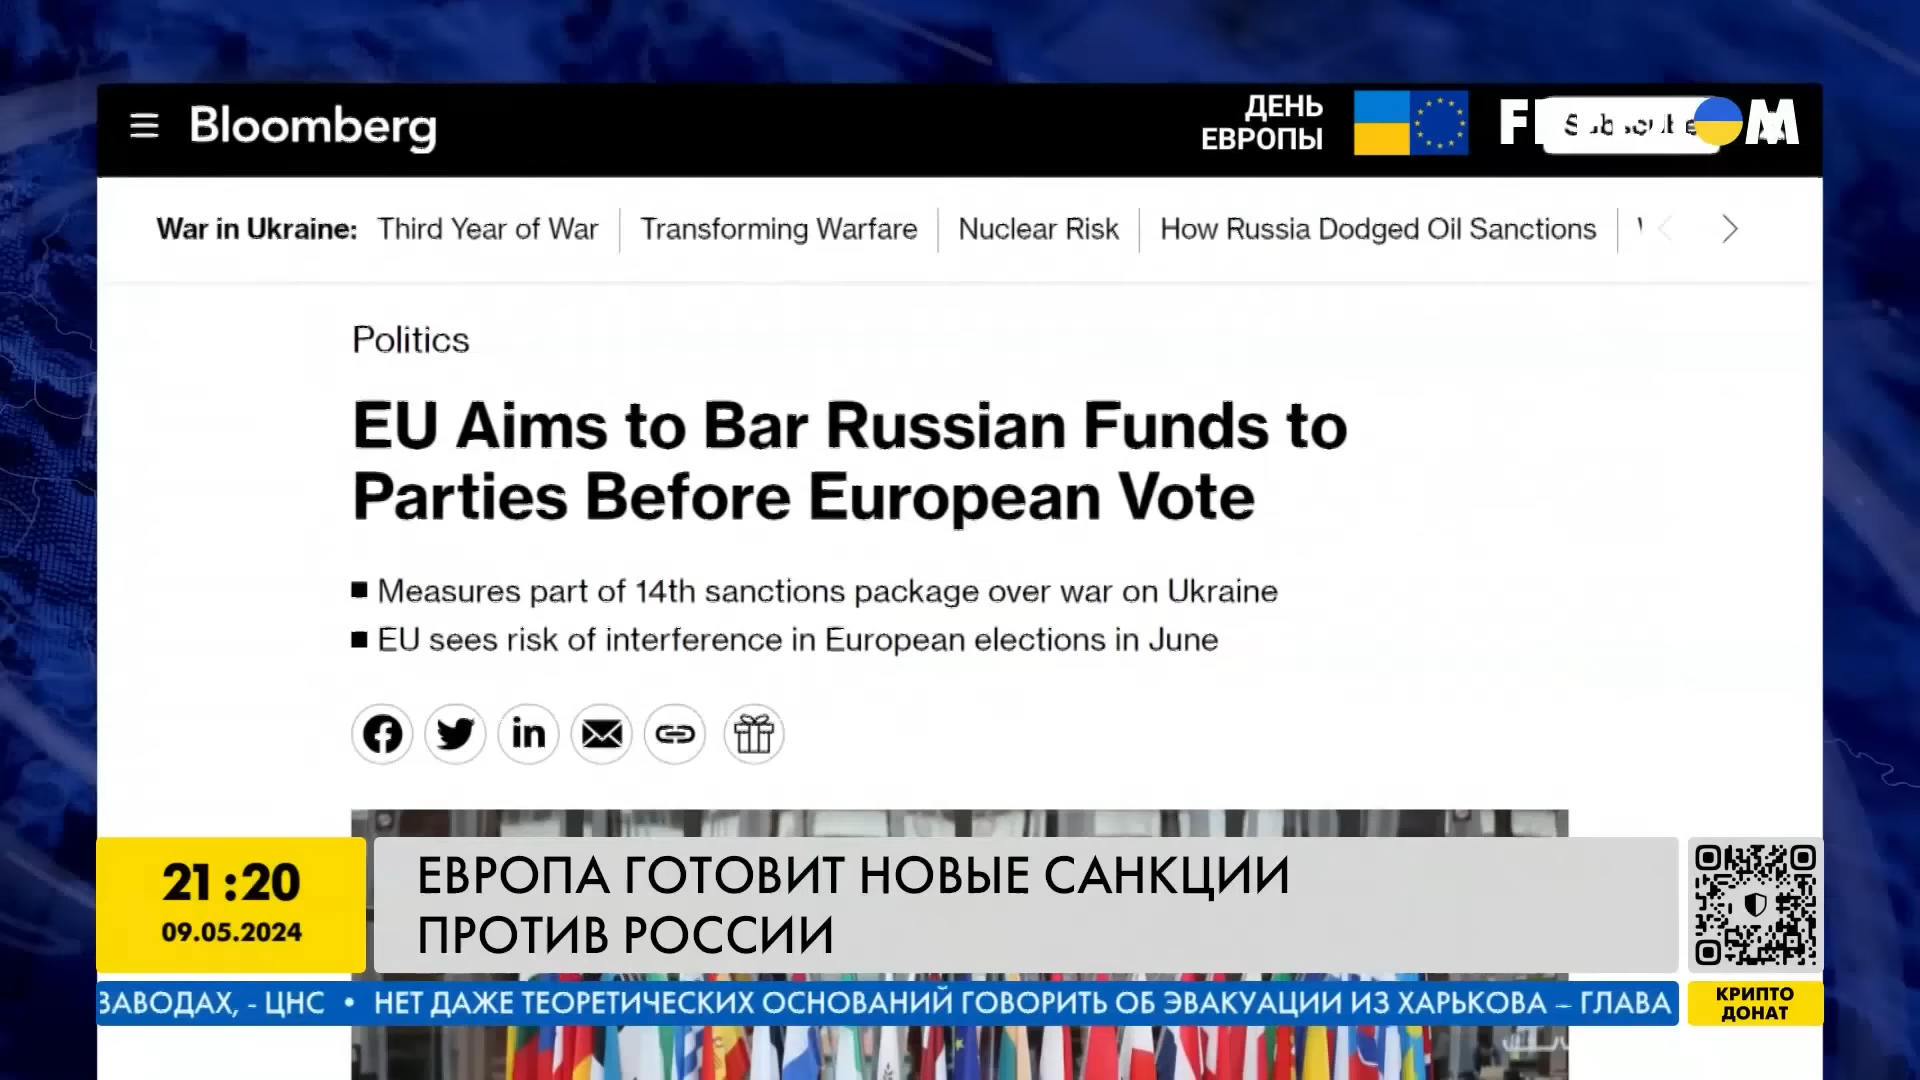 Bloomberg
ДЕНЬ
ЕВРОПЫ
War in Ukraine: Third Year of War Transforming Warfare Nuclear Risk How Russia Dodged Oil Sanctions
Politics
EU Aims to Bar Russian Funds to
Parties Before European Vote
Measures part of 14th sanctions package over war on Ukraine
EU sees risk of interference in European elections in June
21:20
09.05.2024
ЕВРОПА ГОТОВИТ НОВЫЕ САНКЦИИ
ПРОТИВ РОССИИ
ЗАВОДАХ, - ЦНС • НЕТ ДАЖЕ ТЕОРЕТИЧЕСКИХ ОСНОВАНИЙ ГОВОРИТЬ ОБ ЭВАКУАЦИИ ИЗ ХАРЬКОВА – ГЛАВА
КРИПТО
ДОНАТ